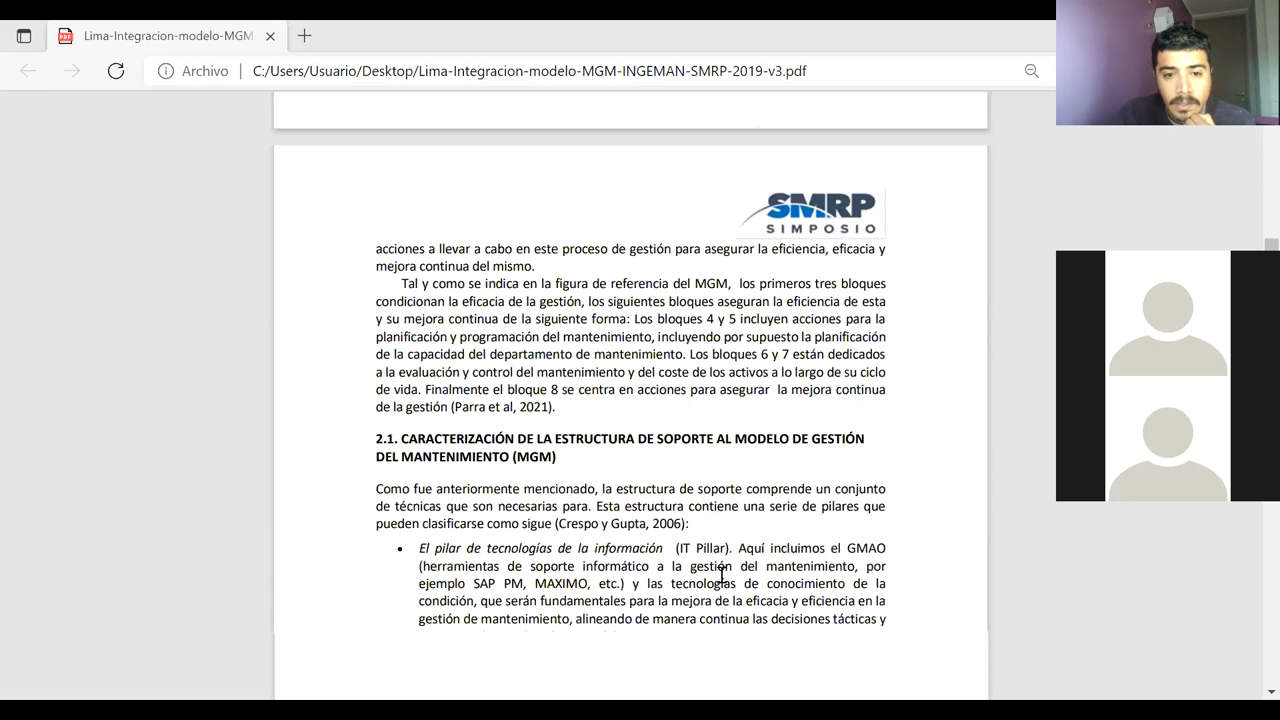 Lima-Integracion-modelo-MGM
Archivo
C:/Users/Usuario/Desktop/Lima-Integracion-modelo-MGM-INGEMAN-SMRP-2019-v3.pdf
SMRP
SIMPOSIO
acciones a llevar a cabo en este proceso de gestión para asegurar la eficiencia, eficacia y
mejora continua del mismo.
Tal y como se indica en la figura de referencia del MGM, los primeros tres bloques
condicionan la eficacia de la gestión, los siguientes bloques aseguran la eficiencia de esta
y su mejora continua de la siguiente forma: Los bloques 4 y 5 incluyen acciones para la
planificación y programación del mantenimiento, incluyendo por supuesto la planificación
de la capacidad del departamento de mantenimiento. Los bloques 6 y 7 están dedicados
a la evaluación y control del mantenimiento y del coste de los activos a lo largo de su ciclo
de vida. Finalmente el bloque 8 se centra en acciones para asegurar la mejora continua
de la gestión (Parra et al, 2021).
2.1. CARACTERIZACIÓN DE LA ESTRUCTURA DE SOPORTE AL MODELO DE GESTIÓN
DEL MANTENIMIENTO (MGM)
Como fue anteriormente mencionado, la estructura de soporte comprende un conjunto
de técnicas que son necesarias para. Esta estructura contiene una serie de pilares que
pueden clasificarse como sigue (Crespo y Gupta, 2006):
• El pilar de tecnologías de la información (IT Pillar). Aquí incluimos el GMAO
(herramientas de soporte informático a la gestión del mantenimiento, por
ejemplo SAP PM, MAXIMO, etc.) y las tecnologías de conocimiento de la
condición, que serán fundamentales para la mejora de la eficacia y eficiencia en la
gestión de mantenimiento, alineando de manera continua las decisiones tácticas y